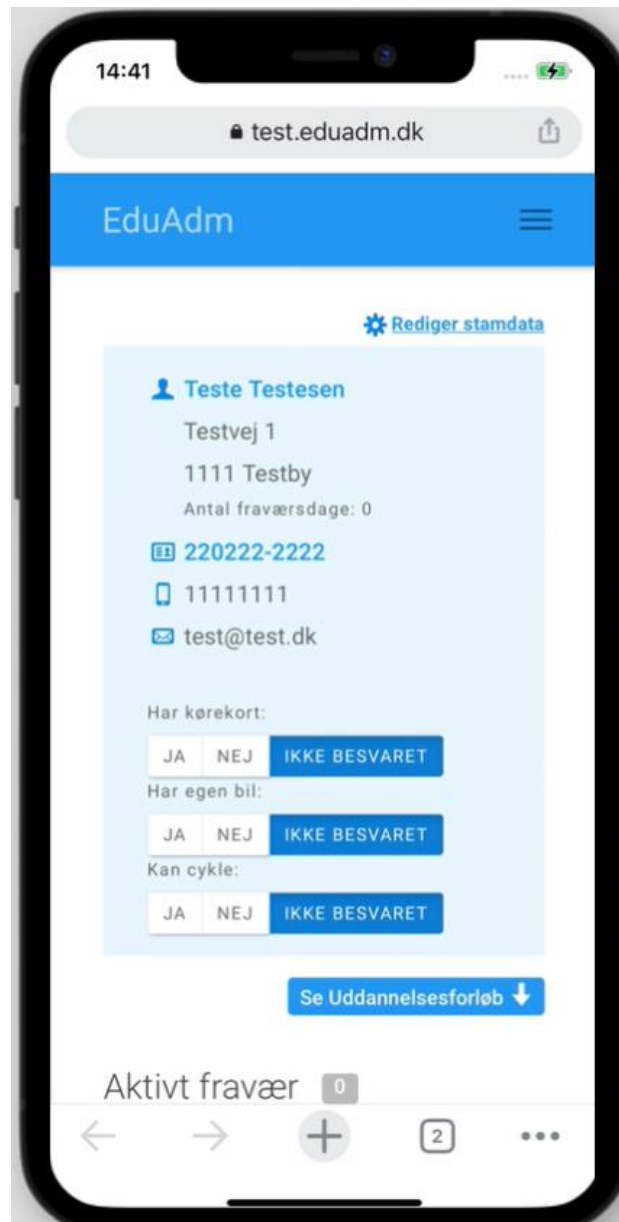 14:41
test.eduadm.dk
EduAdm
Rediger stamdata
Teste Testesen
Testvej 1
1111 Testby
Antal fraværsdage: 0
220222-2222
11111111
test@test.dk
Har kørekort:
JA NEJ IKKE BESVARET
Har egen bil:
JA NEJ IKKE BESVARET
Kan cykle:
JA NEJ IKKE BESVARET
Se Uddannelsesforløb
Aktivt fravær 0
2